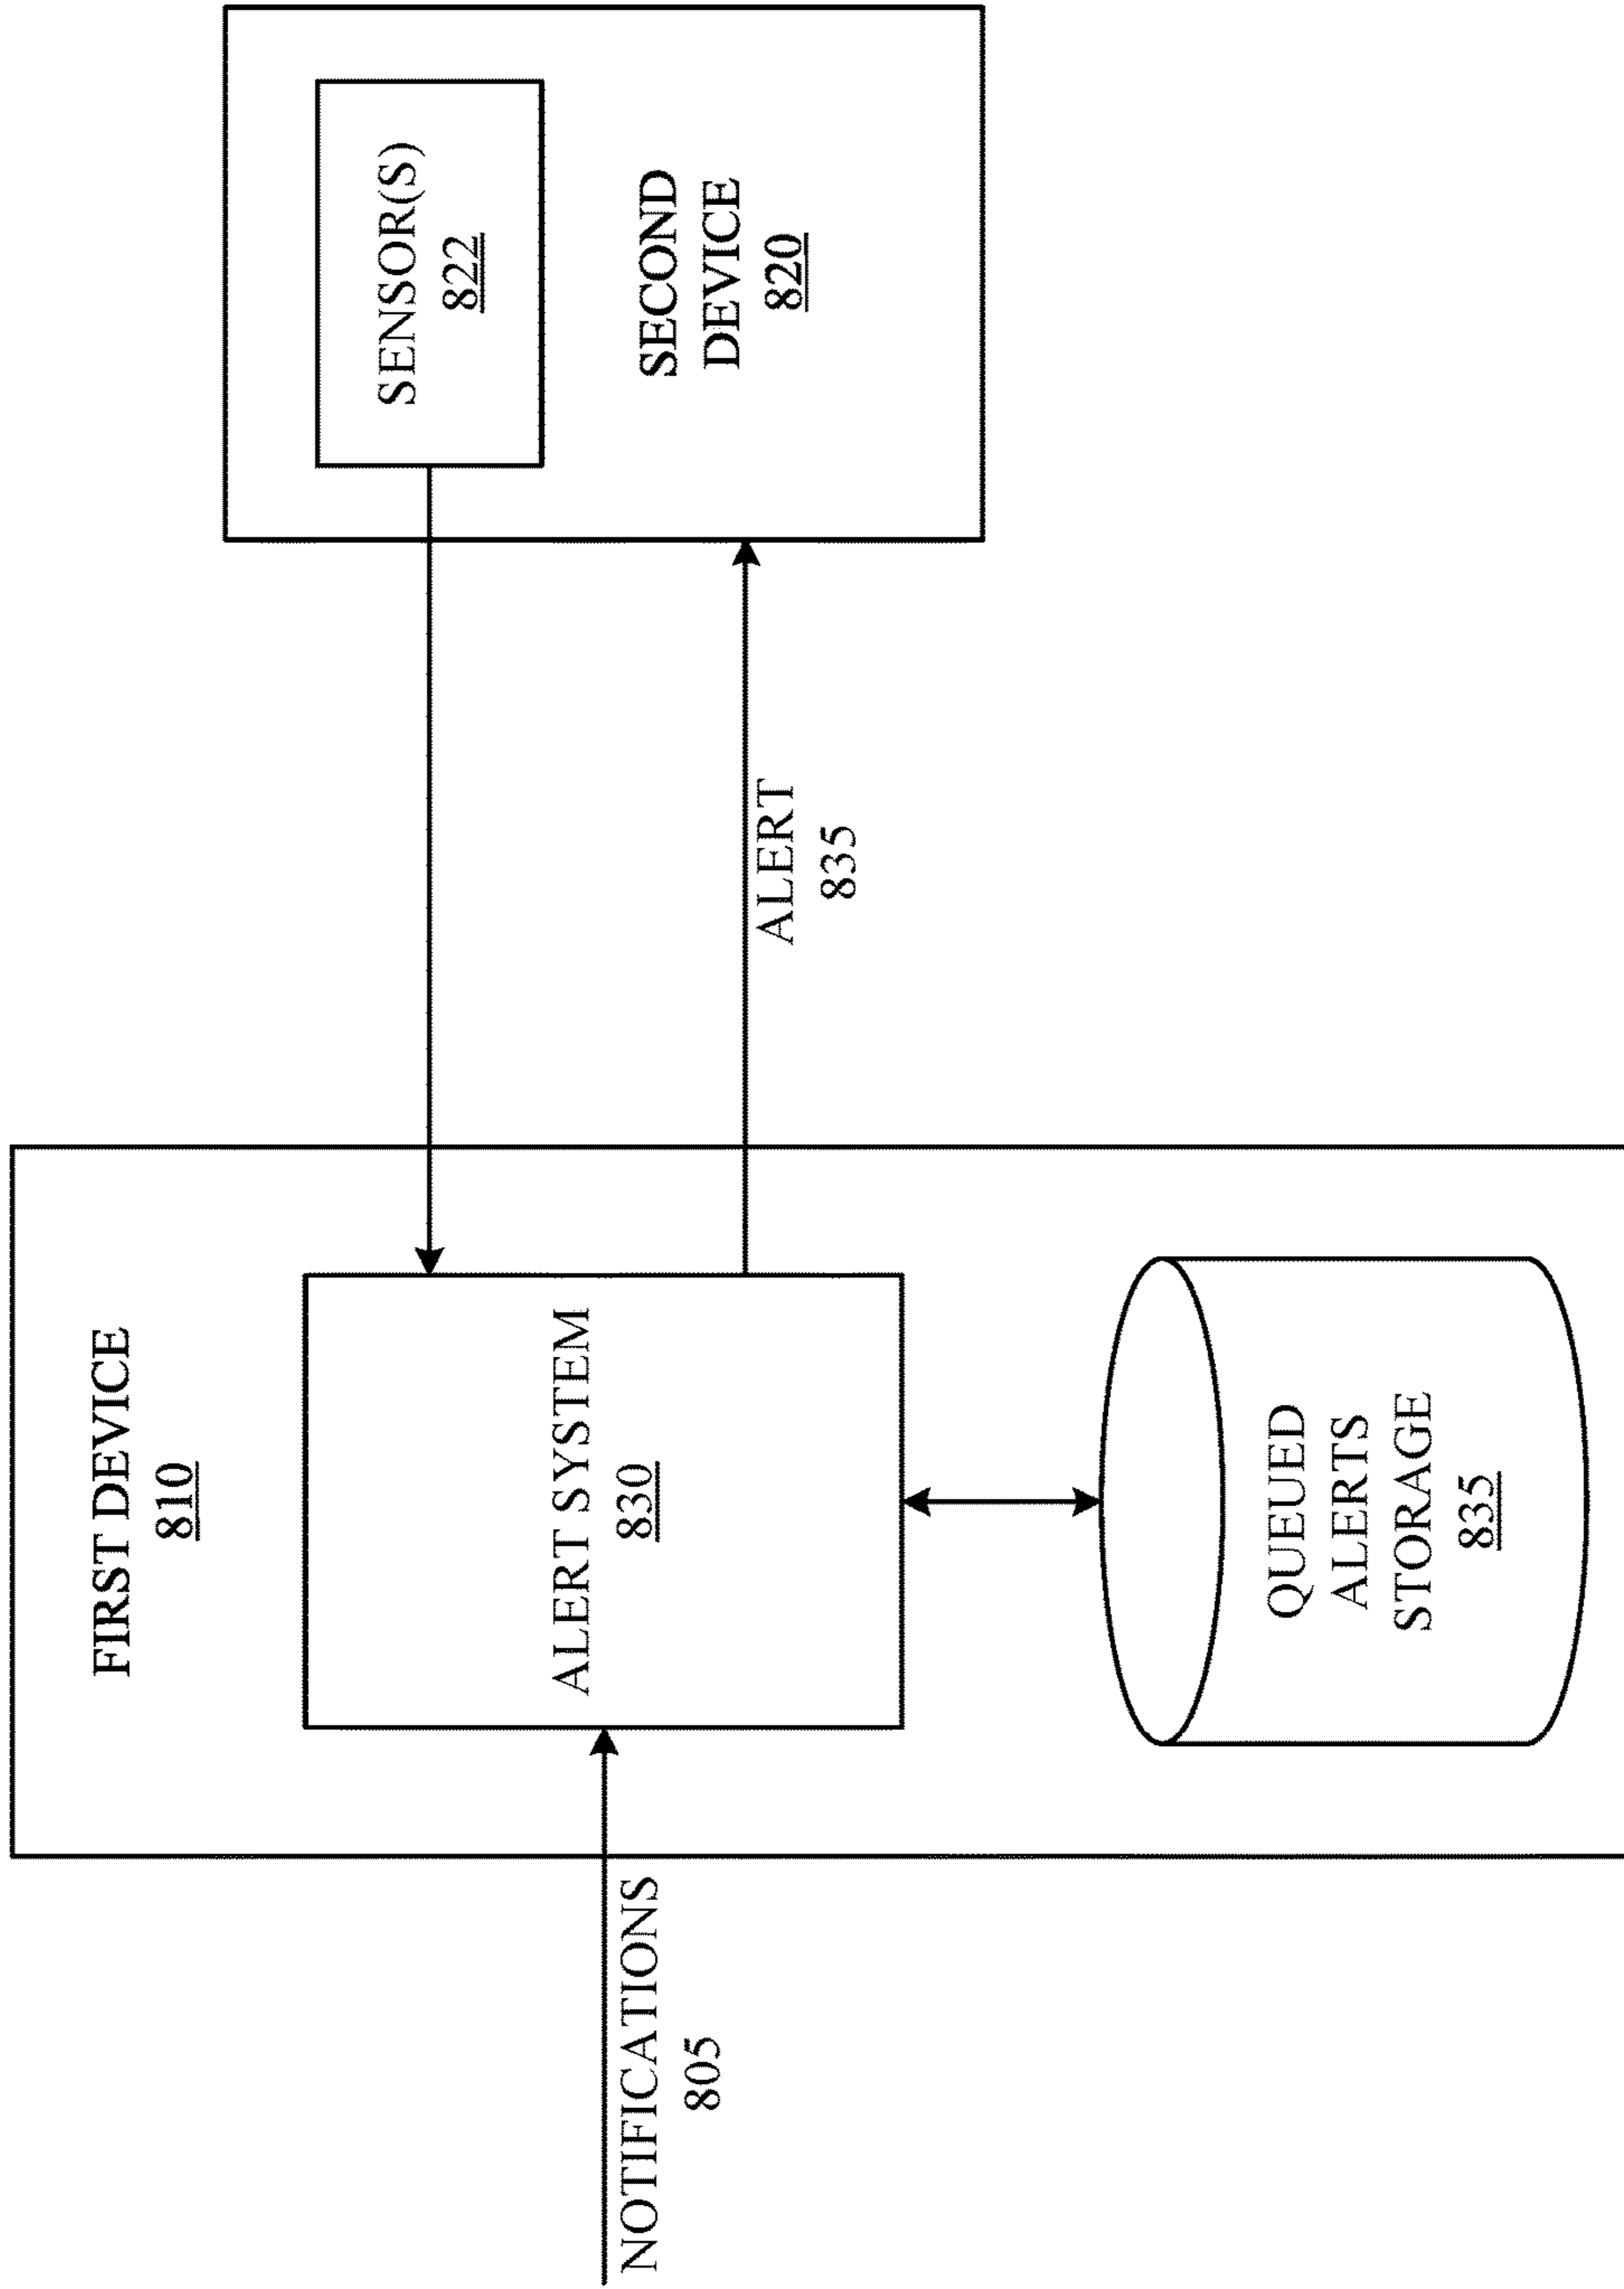 NOTIFICATIONS
805
FIRST DEVICE
810
ALERT SYSTEM
830
QUEUED
ALERTS
STORAGE
835
ALERT
835
SENSOR(S)
822
SECOND
DEVICE
820